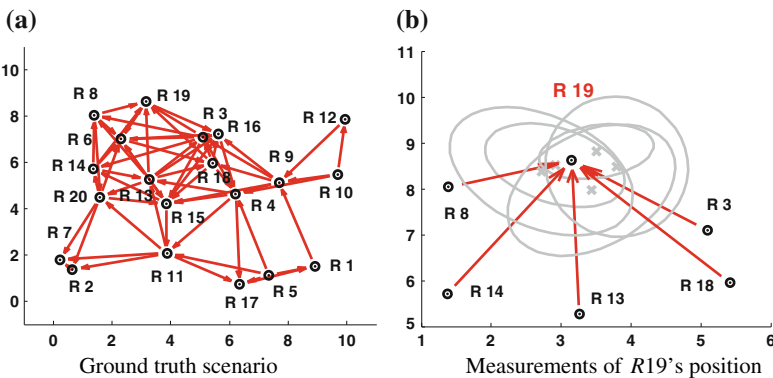 (a)
(b)
10
8
6
4
2
0
0
2
4
6
8
10
R 8
R 19
R 3
R 16
R 12
R 6
R 9
R 14
R 18
R 10
R 13
R 20
R 15
R 4
R 7
R 11
R 2
R 17
R 5
R 1
Ground truth scenario
11
10
9
8
7
6
5
1
2
3
4
5
6
R 19
R 8
R 3
R 14
R 13
R 18
Measurements of R19's position